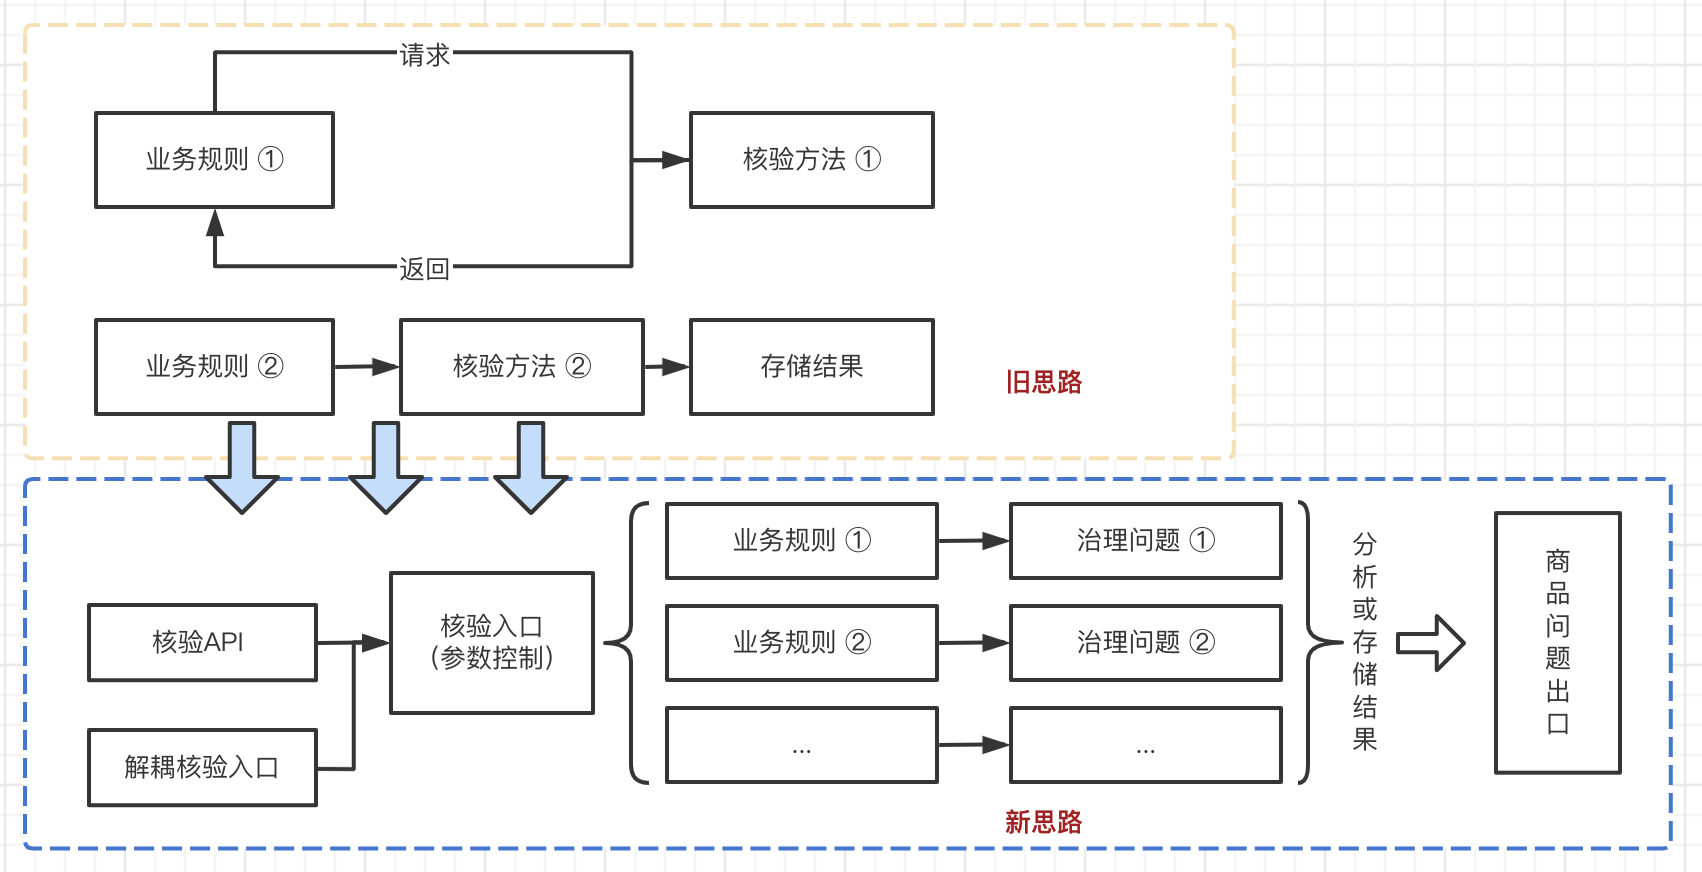 请求
业务规则 ①
核验方法 ①
返回
业务规则 ②
核验方法 ②
存储结果
旧思路
核验API
解耦核验入口
核验入口
(参数控制)
业务规则 ①
治理问题 ①
业务规则 ②
治理问题 ②
...
...
分析或存储结果
商品问题出口
新思路